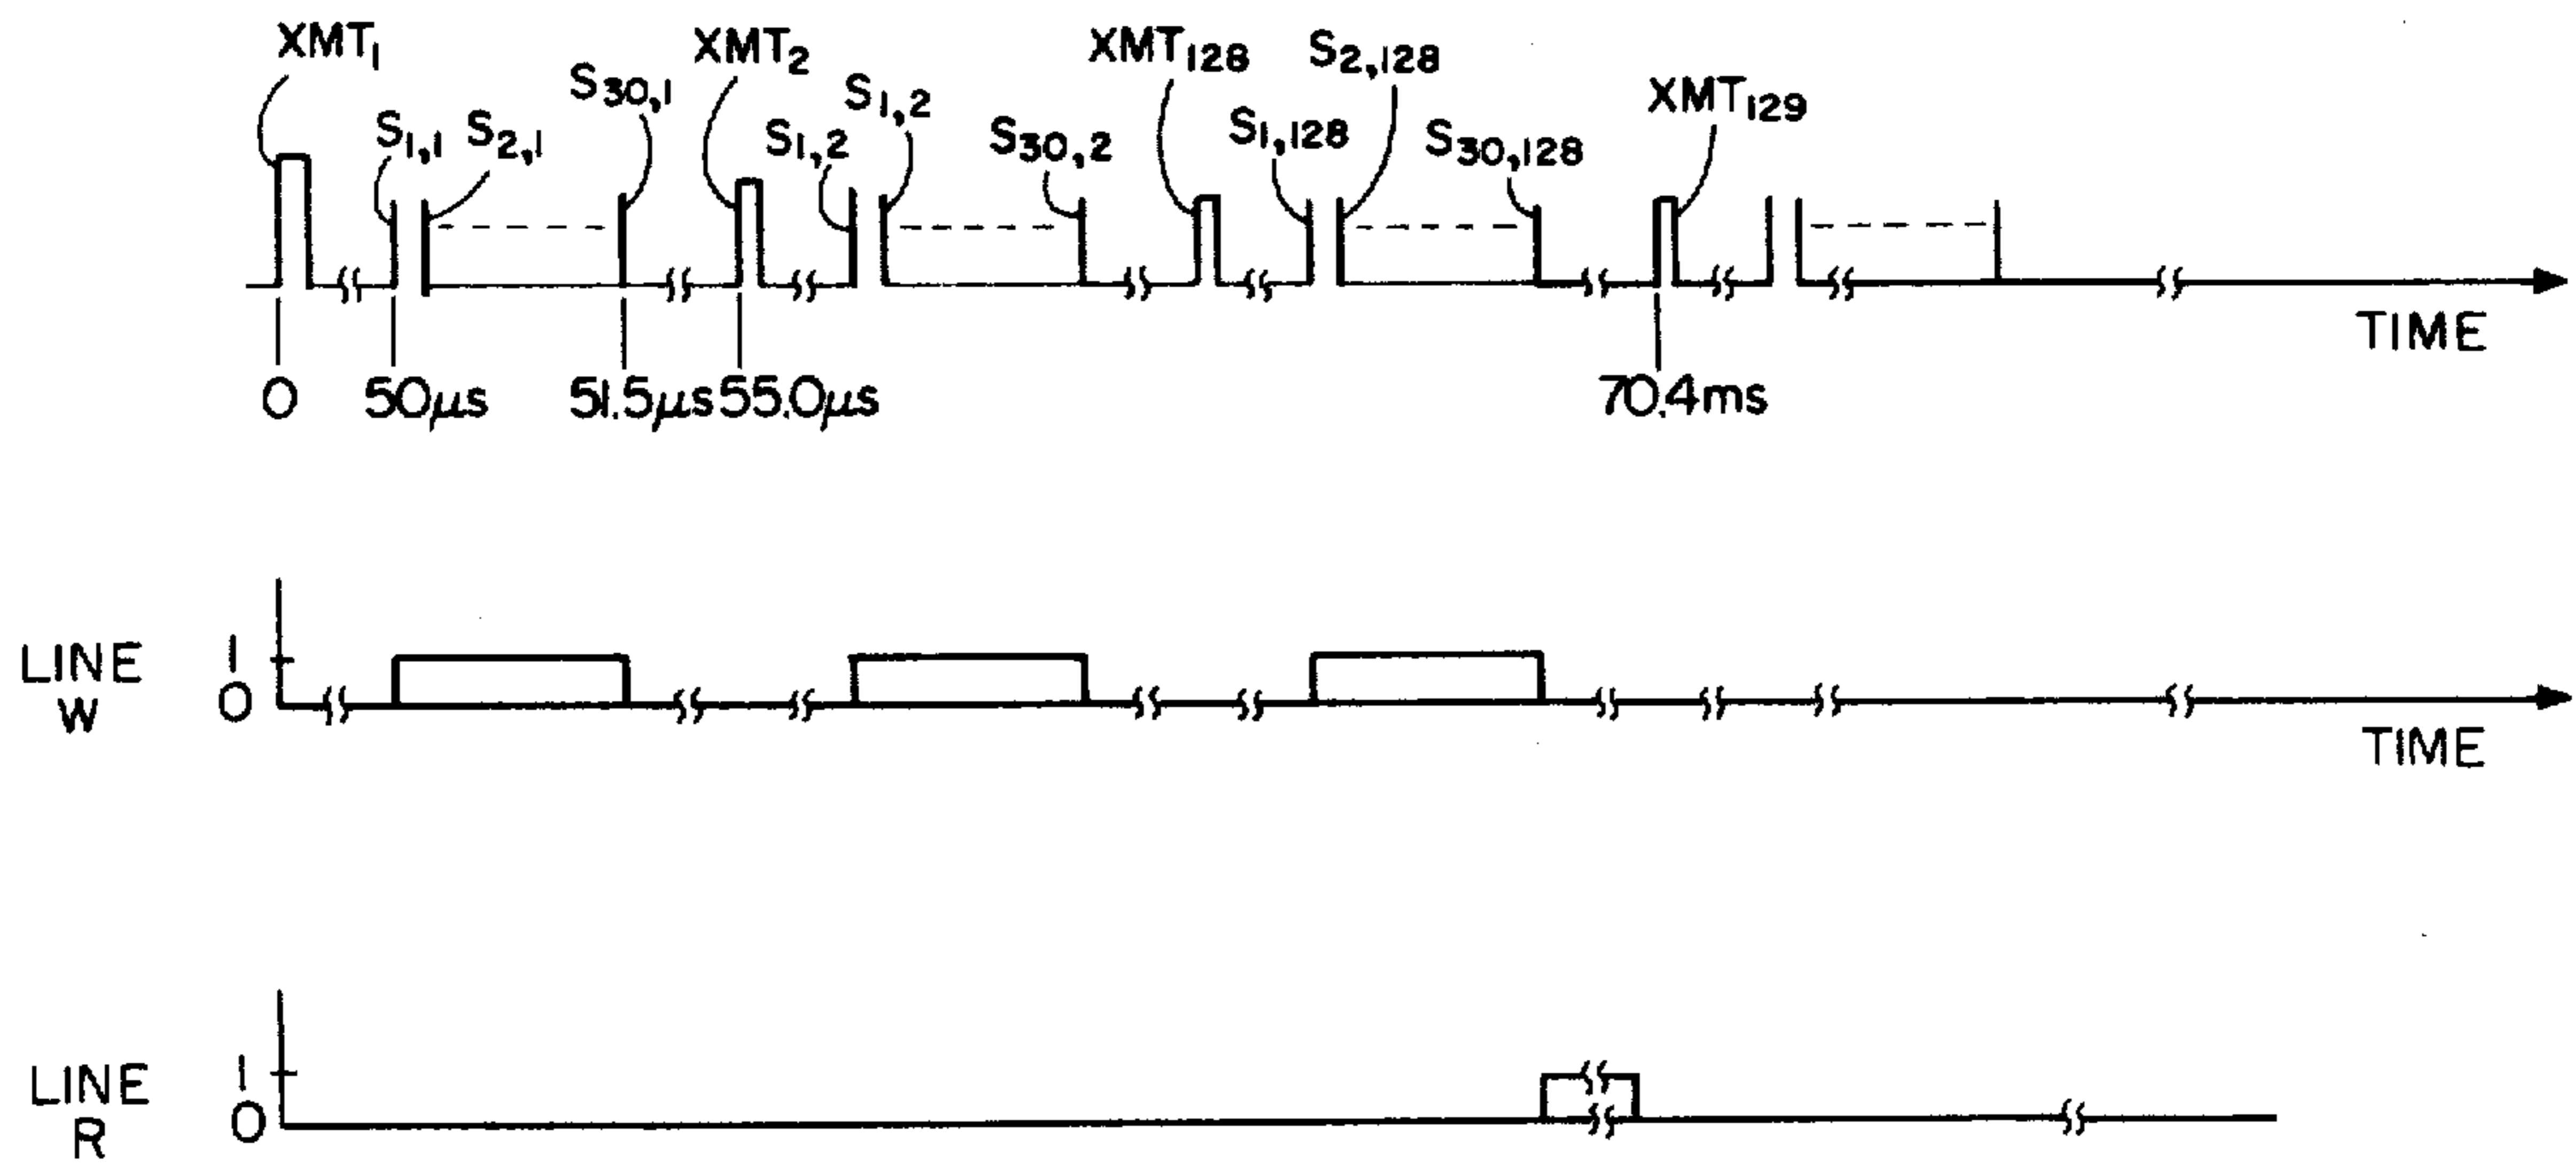 XMT1
S1,1
S2,1
S30,1
XMT2
S1,2
S1,2
S30,2
XMT128
S1,128
S2,128
S30,128
XMT129
TIME
0
50μs
51.5μs
55.0μs
70.4ms
LINE
W
1
0
TIME
LINE
R
1
0